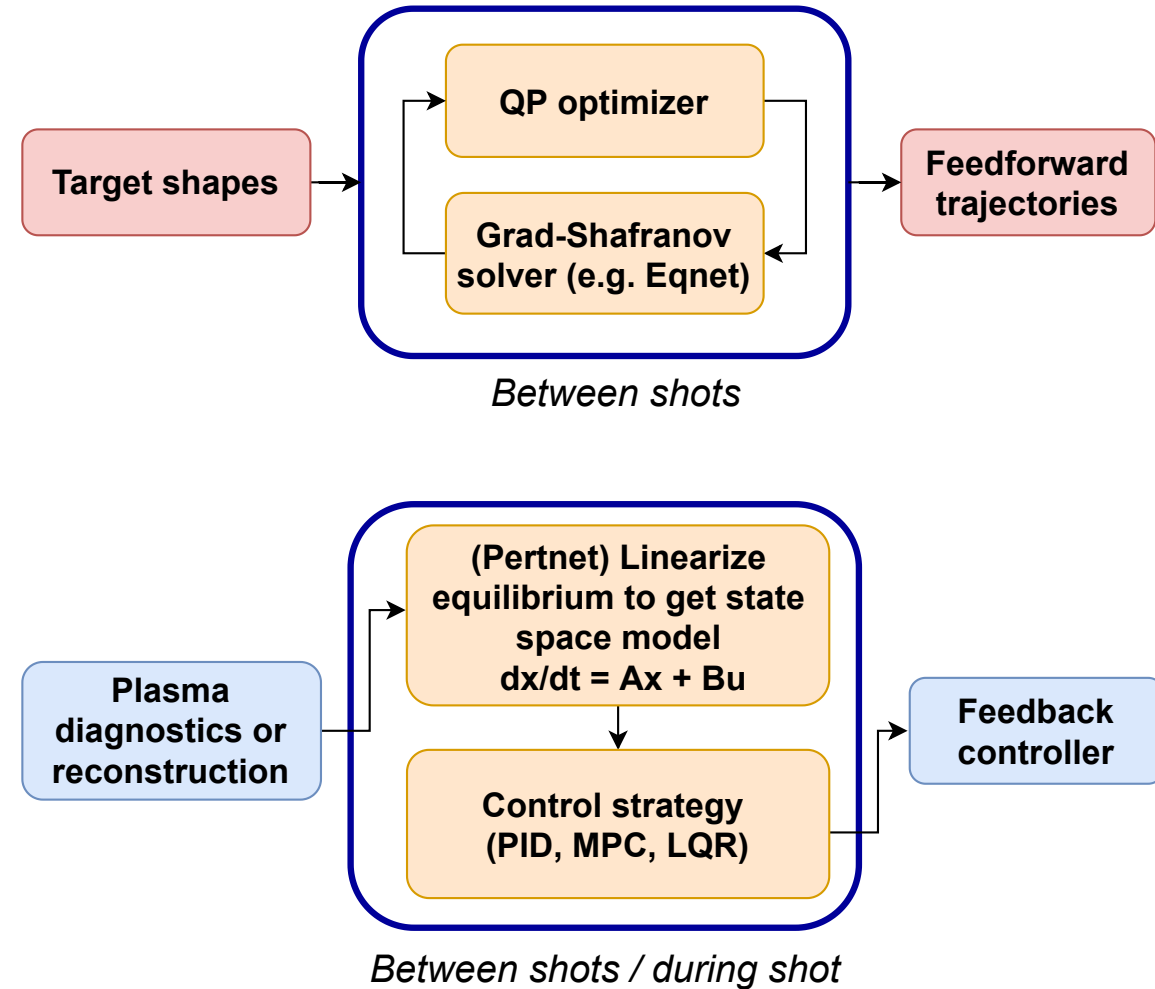 QP optimizer
Target shapes
Grad-Shafranov
solver (e.g. Eqnet)
Feedforward
trajectories
Between shots
Plasma
diagnostics or
reconstruction
(Pertnet) Linearize
equilibrium to get state
space model
dx/dt = Ax + Bu
Control strategy
(PID, MPC, LQR)
Feedback
controller
Between shots / during shot